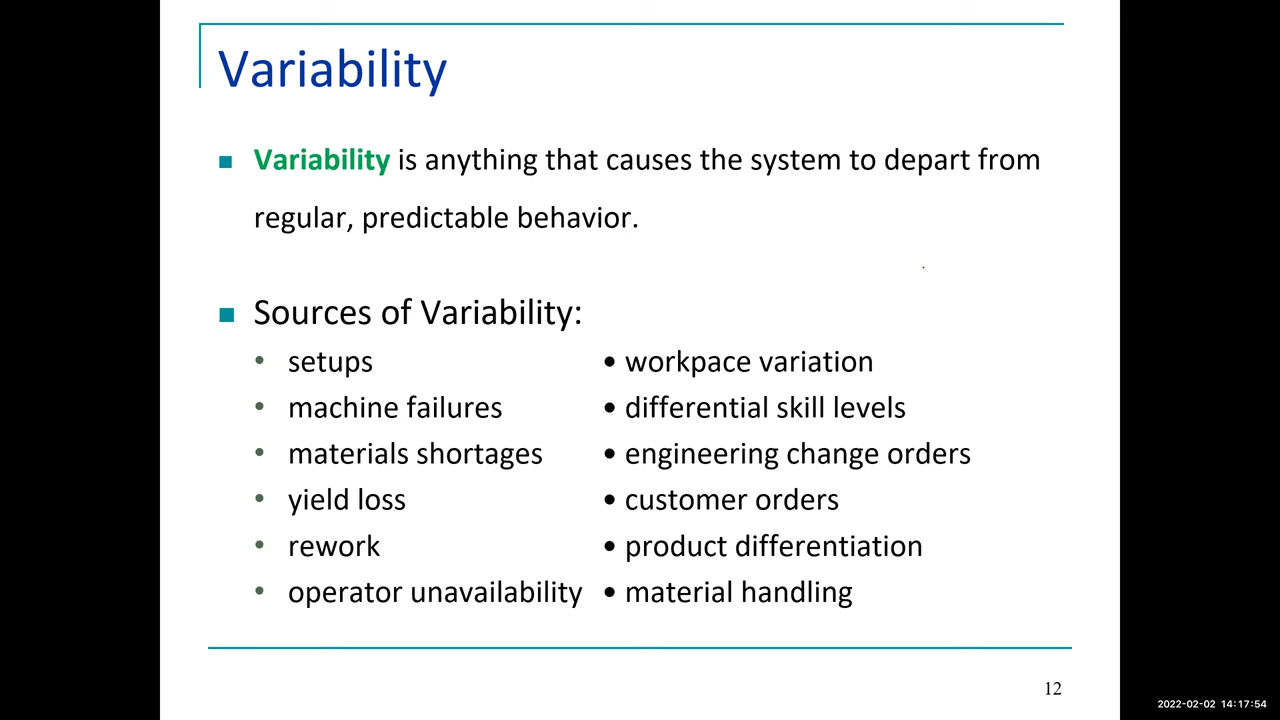 Variability
■ Variability is anything that causes the system to depart from
regular, predictable behavior.
■ Sources of Variability:
• setups
• machine failures
• materials shortages
• yield loss
• rework
• operator unavailability
• workpace variation
• differential skill levels
• engineering change orders
• customer orders
• product differentiation
• material handling
12
2022-02-02 14:17:54